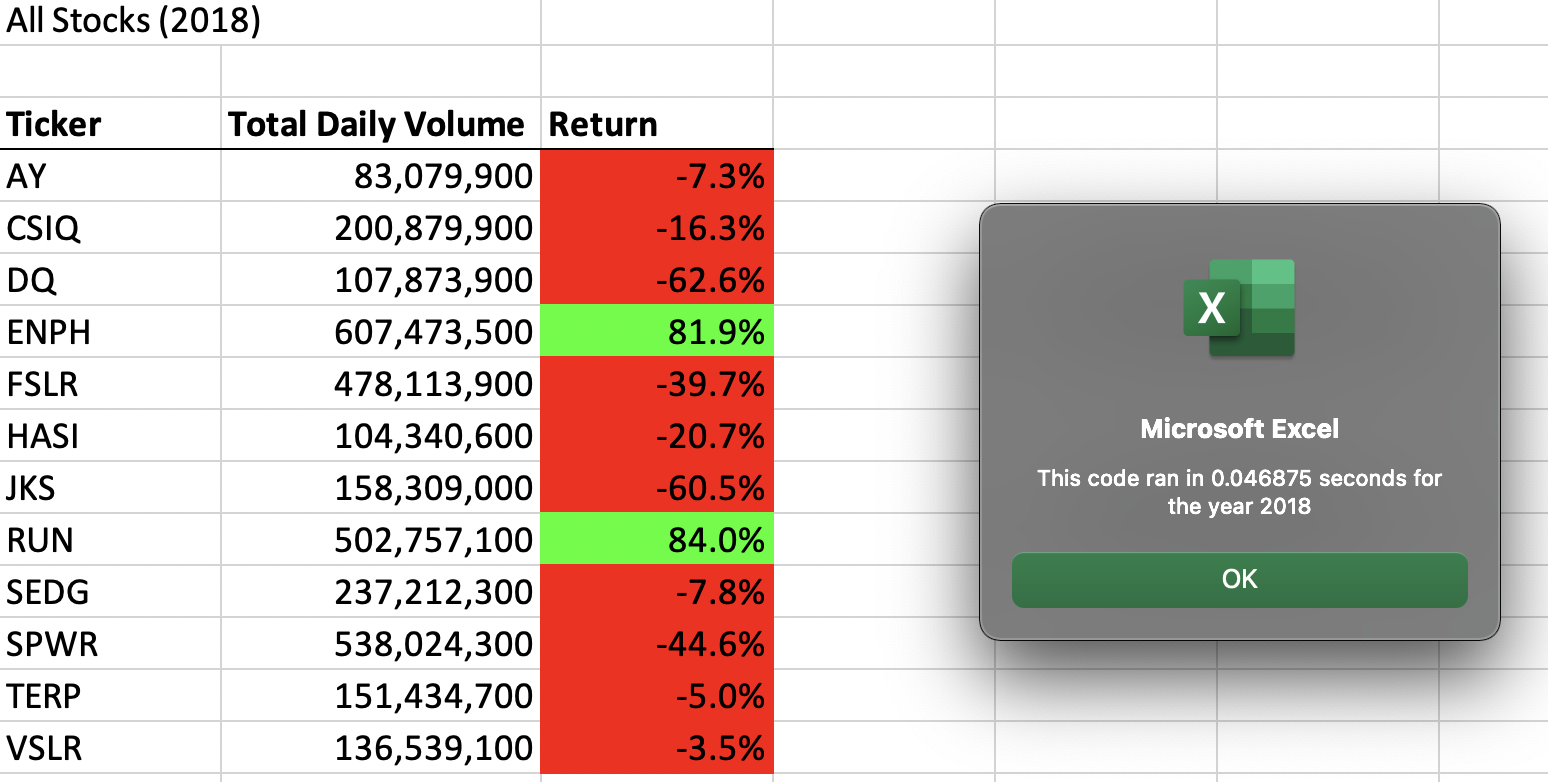 All Stocks (2018)
Ticker Total Daily Volume Return
AY 83,079,900 -7.3%
CSIQ 200,879,900 -16.3%
DQ 107,873,900 -62.6%
ENPH 607,473,500 81.9%
FSLR 478,113,900 -39.7%
HASI 104,340,600 -20.7%
JKS 158,309,000 -60.5%
RUN 502,757,100 84.0%
SEDG 237,212,300 -7.8%
SPWR 538,024,300 -44.6%
TERP 151,434,700 -5.0%
VSLR 136,539,100 -3.5%
X
Microsoft Excel
This code ran in 0.046875 seconds for
the year 2018
OK